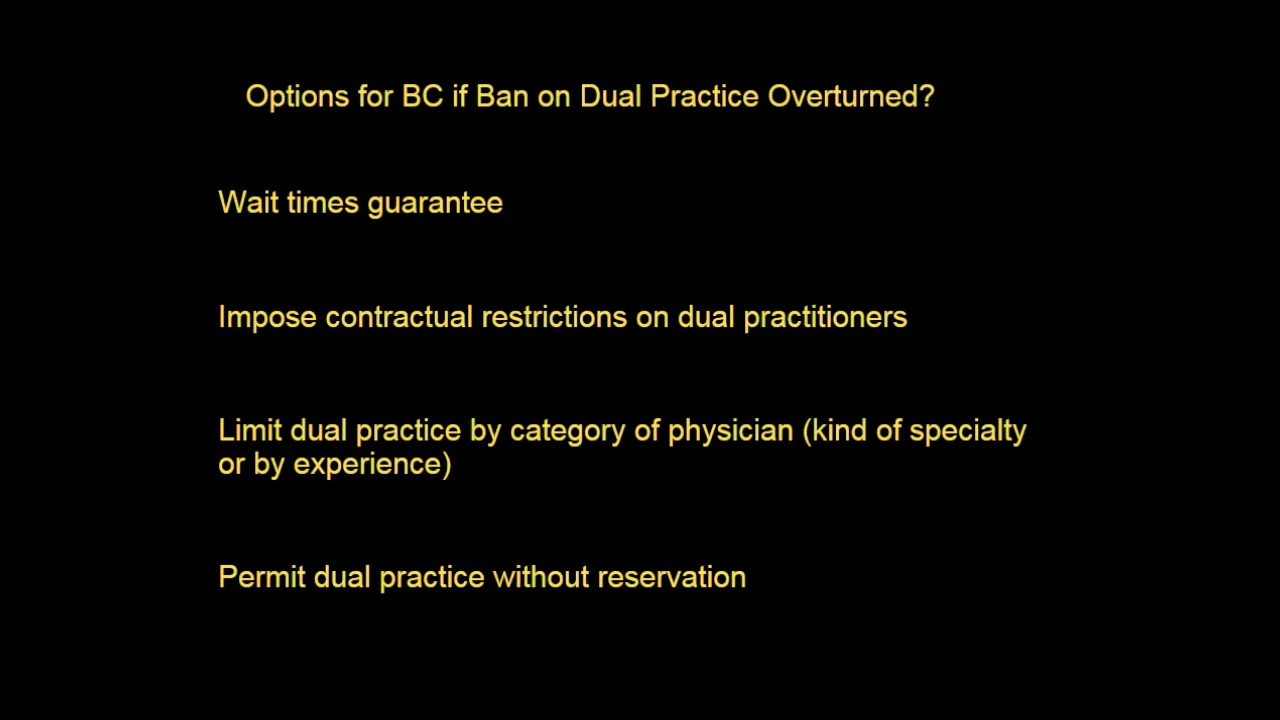 Options for BC if Ban on Dual Practice Overturned?
Wait times guarantee
Impose contractual restrictions on dual practitioners
Limit dual practice by category of physician (kind of specialty
or by experience)
Permit dual practice without reservation